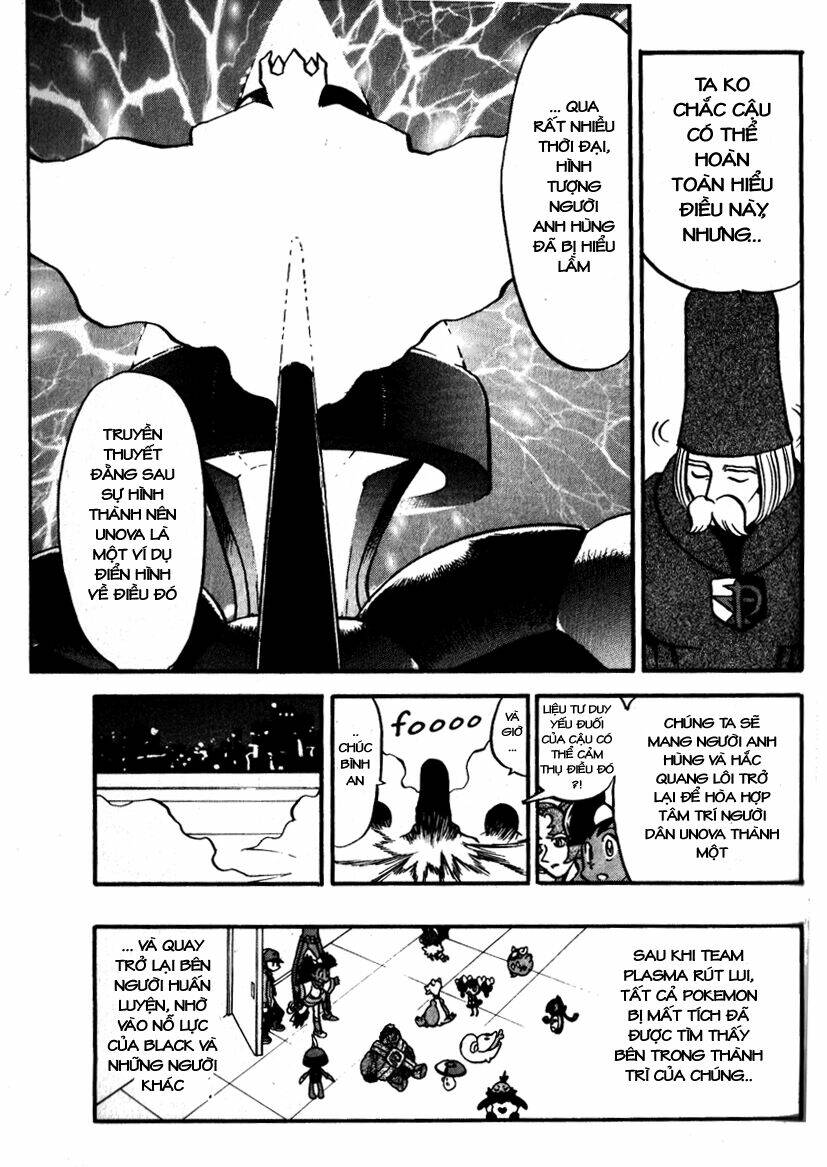 TA KO
CHẮC CẬU
CÓ THỂ
HOÀN
TOÀN HIỂU
ĐIỀU NÀY,
NHƯNG...
... QUA
RẤT NHIỀU
THỜI ĐẠI,
HÌNH
TƯỢNG
NGƯỜI
ANH HÙNG
ĐÃ BỊ HIỂU
LẦM
TRUYỀN
THUYẾT
ĐẰNG SAU
SỰ HÌNH
THÀNH NÊN
UNOVA LÀ
MỘT VÍ DỤ
ĐIỂN HÌNH
VỀ ĐIỀU ĐÓ
CHÚNG TA SẼ
MANG NGƯỜI ANH
HÙNG VÀ HẮC
QUANG LÔI TRỞ
LẠI ĐỂ HÒA HỢP
TÂM TRÍ NGƯỜI
DÂN UNOVA THÀNH
MỘT
LIỆU TƯ DUY
YẾU ĐUỐI
CỦA CẬU CÓ
THỂ CẢM
THỤ ĐIỀU ĐÓ
?!
VÀ
GIỜ
...
foooo
..
CHÚC
BÌNH
AN
SAU KHI TEAM
PLASMA RÚT LUI,
TẤT CẢ POKEMON
BỊ MẤT TÍCH ĐÃ
ĐƯỢC TÌM THẤY
BÊN TRONG THÀNH
TRÌ CỦA CHÚNG..
... VÀ QUAY
TRỞ LẠI BÊN
NGƯỜI HUẤN
LUYỆN, NHỜ
VÀO NỖ LỰC
CỦA BLACK VÀ
NHỮNG NGƯỜI
KHÁC